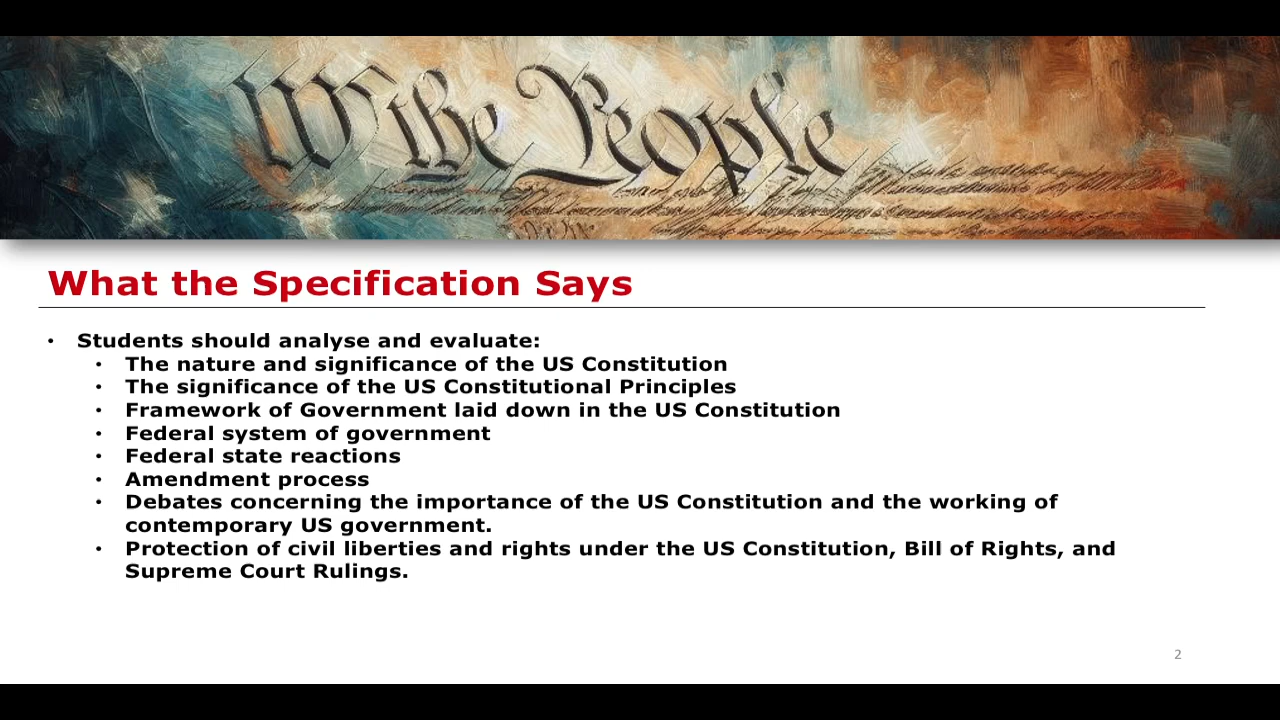 We the People
What the Specification Says
• Students should analyse and evaluate:
• The nature and significance of the US Constitution
• The significance of the US Constitutional Principles
• Framework of Government laid down in the US Constitution
• Federal system of government
• Federal state reactions
• Amendment process
• Debates concerning the importance of the US Constitution and the working of
contemporary US government.
• Protection of civil liberties and rights under the US Constitution, Bill of Rights, and
Supreme Court Rulings.
2